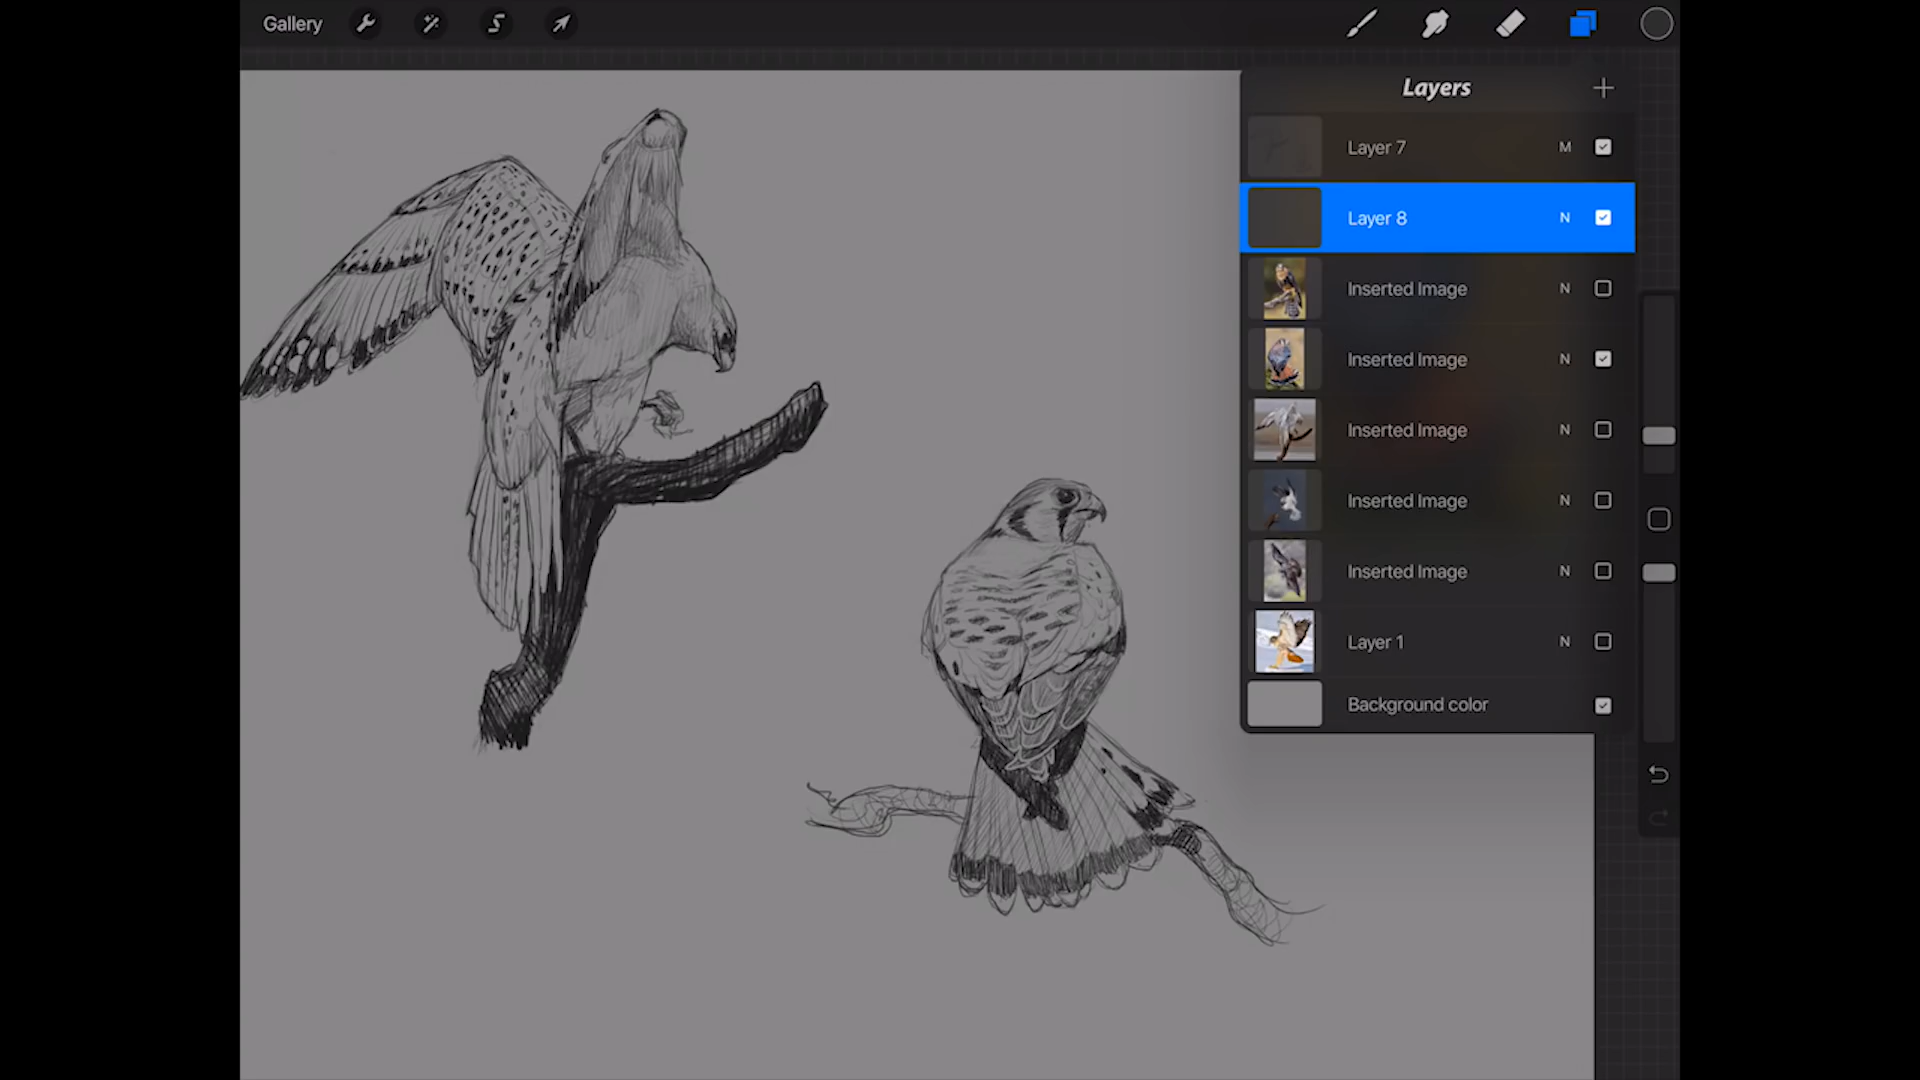 Gallery
Layers
Layer 7 M
Layer 8 N
Inserted Image N
Inserted Image N
Inserted Image N
Inserted Image N
Inserted Image N
Layer 1 N
Background color